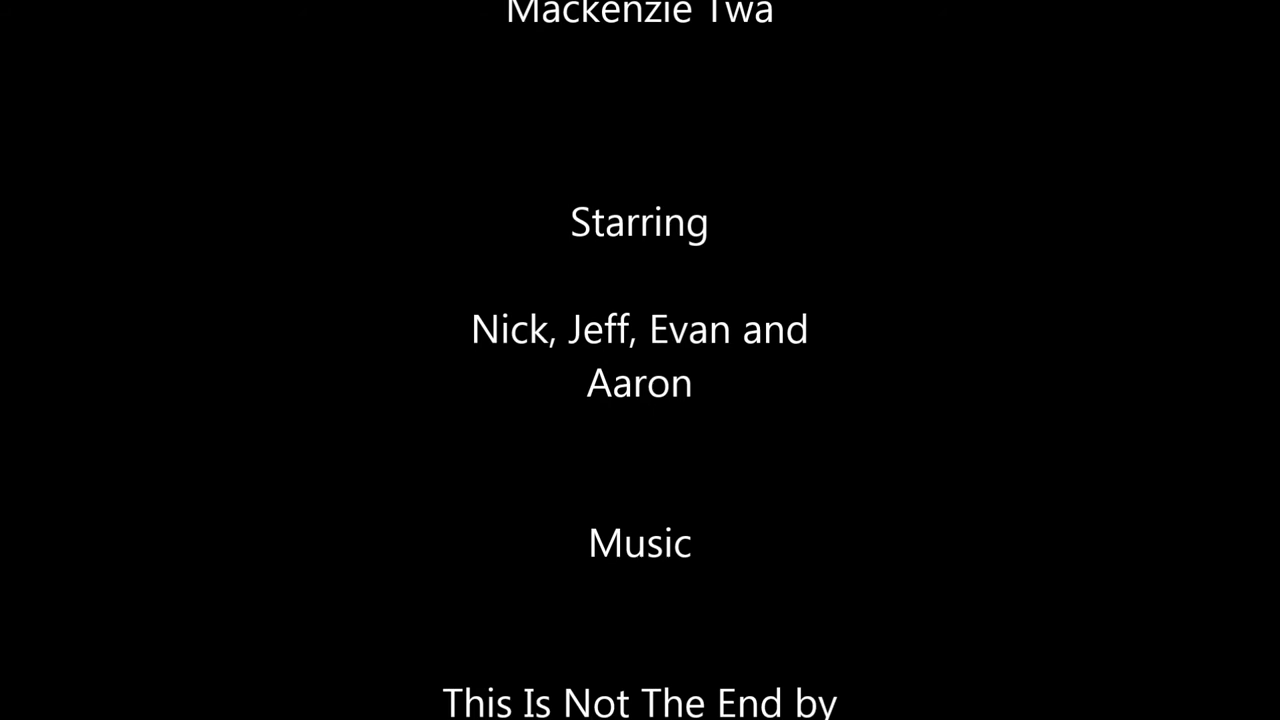 Mackenzie Twa
Starring
Nick, Jeff, Evan and
Aaron
Music
This Is Not The End by